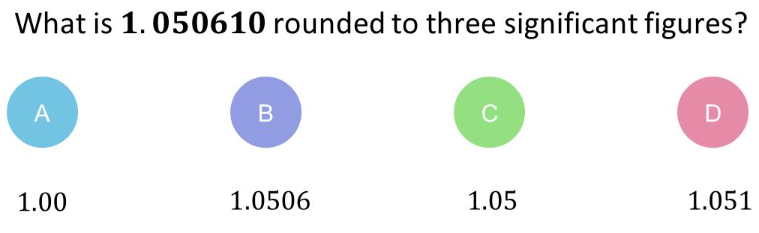 What is 1.050610 rounded to three significant figures?
A B C D
1.00 1.0506 1.05 1.051